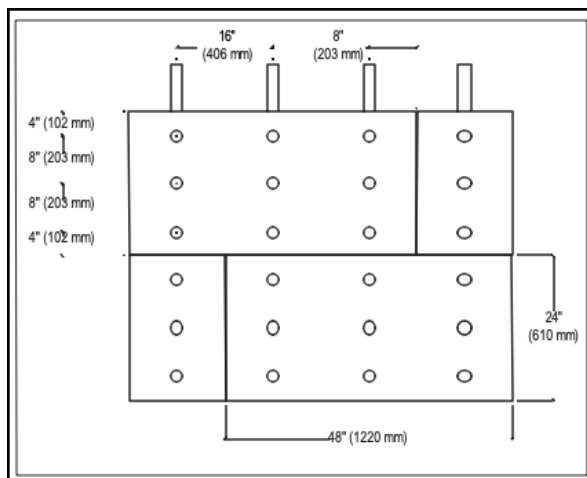 16"
(406 mm)
8"
(203 mm)
4" (102 mm)
8" (203 mm)
8" (203 mm)
4" (102 mm)
24"
(610 mm)
48" (1220 mm)